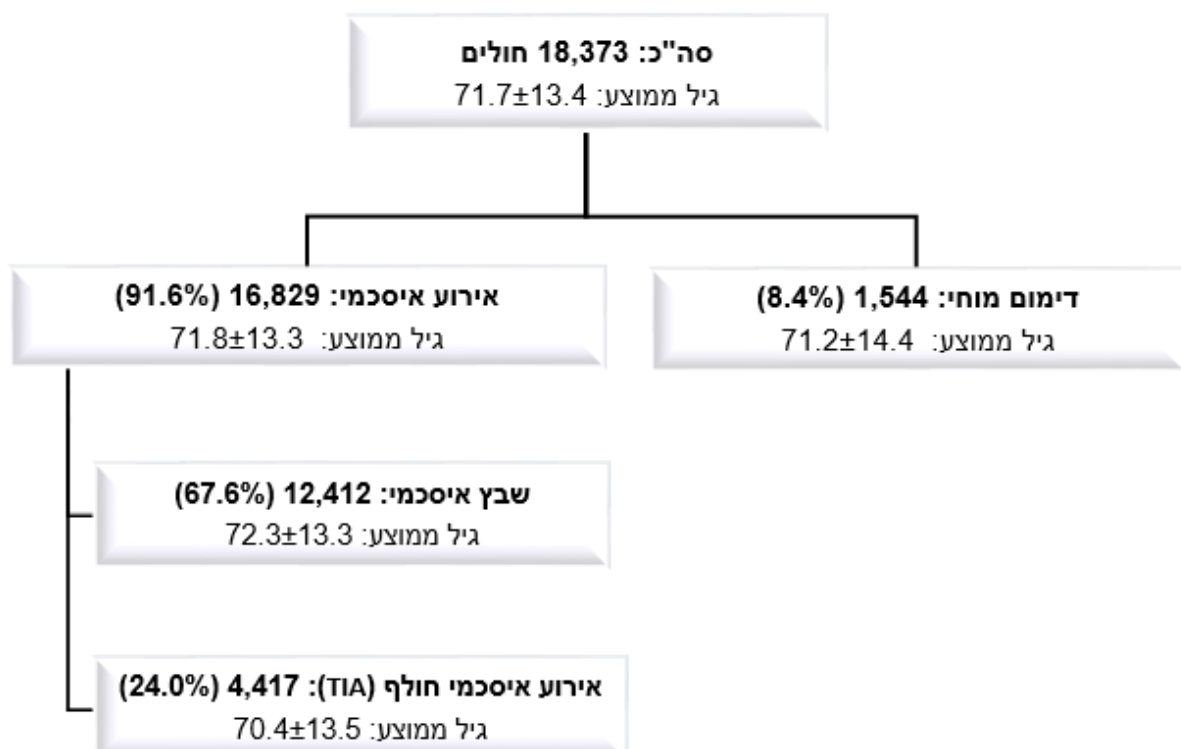 סה"כ: 18,373 חולים
גיל ממוצע: 71.7±13.4
אירוע איסכמי: 16,829 (91.6%)
גיל ממוצע: 71.8±13.3
דימום מוחי: 1,544 (8.4%)
גיל ממוצע: 71.2±14.4
שבץ איסכמי: 12,412 (67.6%)
גיל ממוצע: 72.3±13.3
אירוע איסכמי חולף (TIA): 4,417 (24.0%)
גיל ממוצע: 70.4±13.5